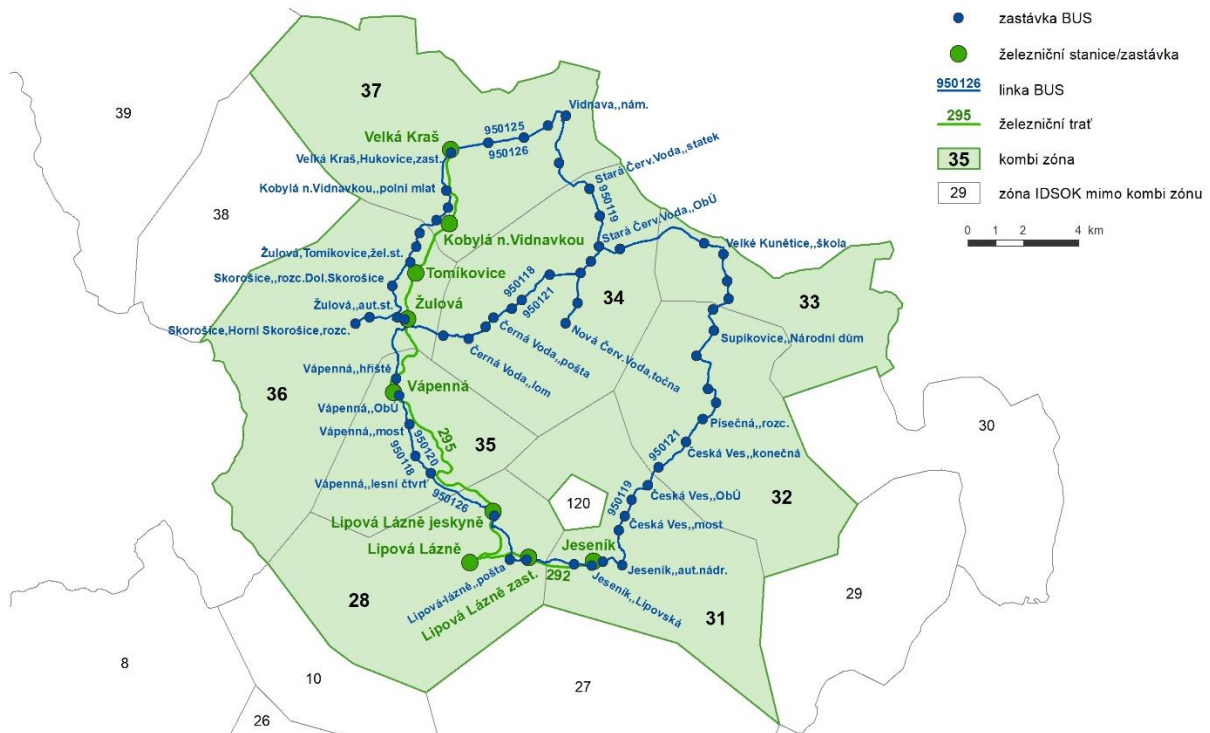 zastávka BUS
železniční stanice/zastávka
950126
linka BUS
295
železniční trať
35
kombi zóna
29
zóna IDSOK mimo kombi zónu
0 1 2 4 km
39
38
37
Vidnava,,nám.
950125
950126
Velká Kraš
Velká Kraš,Hukovice,zast.
Stará Červ.Voda,,statek
950119
Kobylá n.Vidnavkou,,polní mlat
Stará Červ.Voda,,ObÚ
Kobylá n.Vidnavkou
Velké Kunětice,,škola
Žulová,Tomíkovice,žel.st.
Tomíkovice
Skorošice,,rozc.Dol.Skorošice
950118
950121
34
33
Žulová,,aut.st.
Žulová
Skorošice,Horní Skorošice,rozc.
Černá Voda,,pošta
Nová Červ.Voda,točna
Supíkovice,,Národní dům
Černá Voda,,lom
Vápenná,,hřiště
Vápenná
36
Vápenná,,ObÚ
Vápenná,,most
295
35
950120
950118
Písečná,,rozc.
950121
Česká Ves,,konečná
30
Vápenná,,lesní čtvrť
950126
950119
Česká Ves,,ObÚ
32
120
Lipová Lázně jeskyně
Česká Ves,,most
Lipová Lázně
Jeseník
Jeseník,,aut.nádr.
292
Lipová-lázně,,pošta
Lipová Lázně zast.
Jeseník,,Lipovská
28
31
29
8
10
27
26